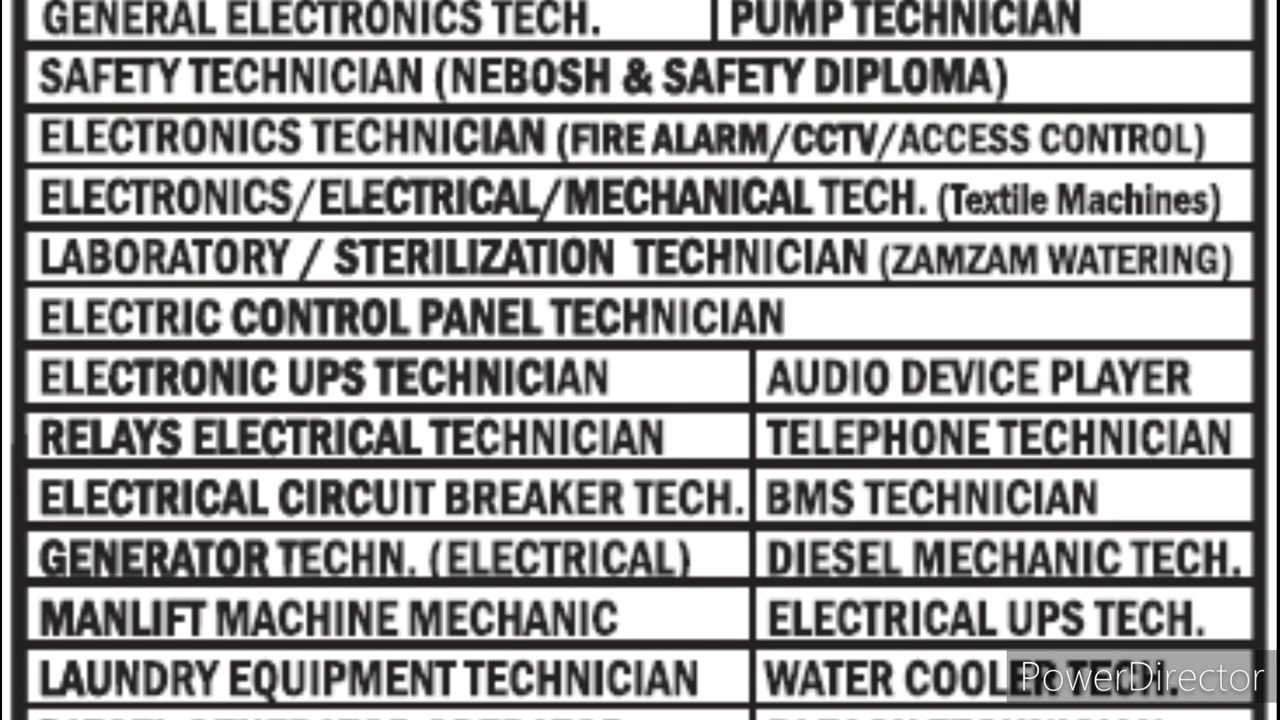 GENERAL ELECTRONICS TECH. PUMP TECHNICIAN
SAFETY TECHNICIAN (NEBOSH & SAFETY DIPLOMA)
ELECTRONICS TECHNICIAN (FIRE ALARM/CCTV/ACCESS CONTROL)
ELECTRONICS/ELECTRICAL/MECHANICAL TECH. (Textile Machines)
LABORATORY / STERILIZATION TECHNICIAN (ZAMZAM WATERING)
ELECTRIC CONTROL PANEL TECHNICIAN
ELECTRONIC UPS TECHNICIAN AUDIO DEVICE PLAYER
RELAYS ELECTRICAL TECHNICIAN TELEPHONE TECHNICIAN
ELECTRICAL CIRCUIT BREAKER TECH. BMS TECHNICIAN
GENERATOR TECHN. (ELECTRICAL) DIESEL MECHANIC TECH.
MANLIFT MACHINE MECHANIC ELECTRICAL UPS TECH.
LAUNDRY EQUIPMENT TECHNICIAN WATER COOLER TECH.
PowerDirector